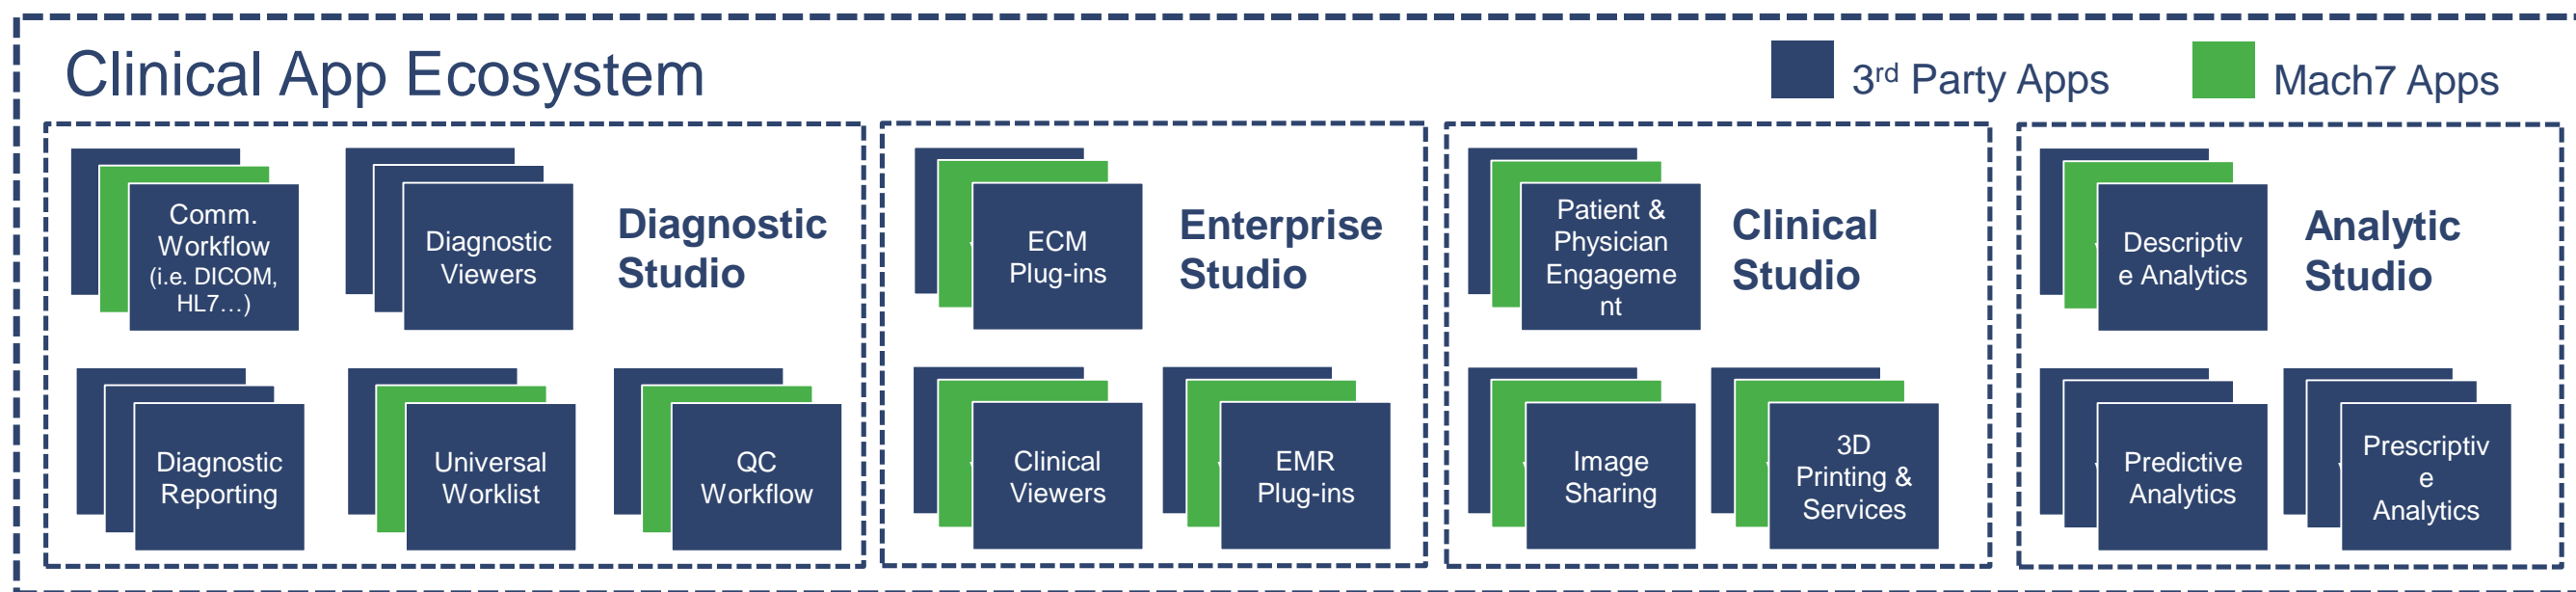 Clinical App Ecosystem
3rd Party Apps
Mach7 Apps
Comm.
Workflow
(i.e. DICOM,
HL7…)
Diagnostic
Viewers
Diagnostic
Studio
Diagnostic
Reporting
Universal
Worklist
QC
Workflow
ECM
Plug-ins
Enterprise
Studio
Clinical
Viewers
EMR
Plug-ins
Patient &
Physician
Engageme
nt
Clinical
Studio
Image
Sharing
3D
Printing &
Services
Descriptiv
e Analytics
Analytic
Studio
Predictive
Analytics
Prescriptiv
e
Analytics